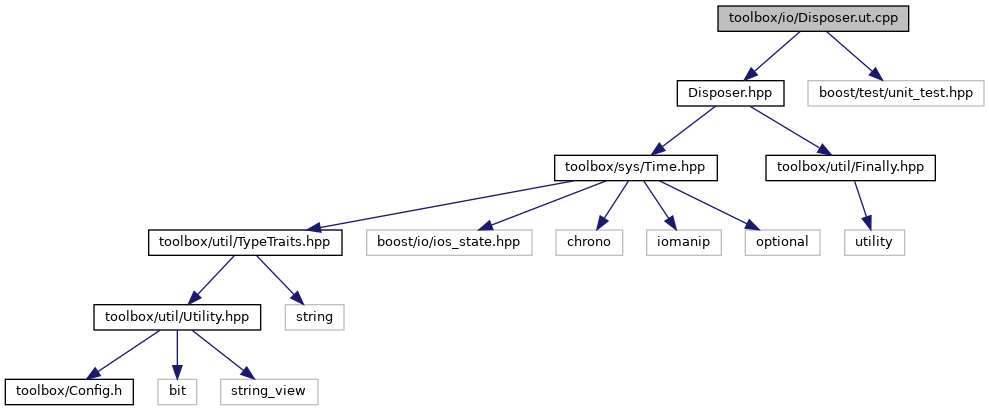 toolbox/io/Disposer.ut.cpp
Disposer.hpp
boost/test/unit_test.hpp
toolbox/sys/Time.hpp
toolbox/util/Finally.hpp
toolbox/util/TypeTraits.hpp
boost/io/ios_state.hpp
chrono
iomanip
optional
utility
toolbox/util/Utility.hpp
string
toolbox/Config.h
bit
string_view